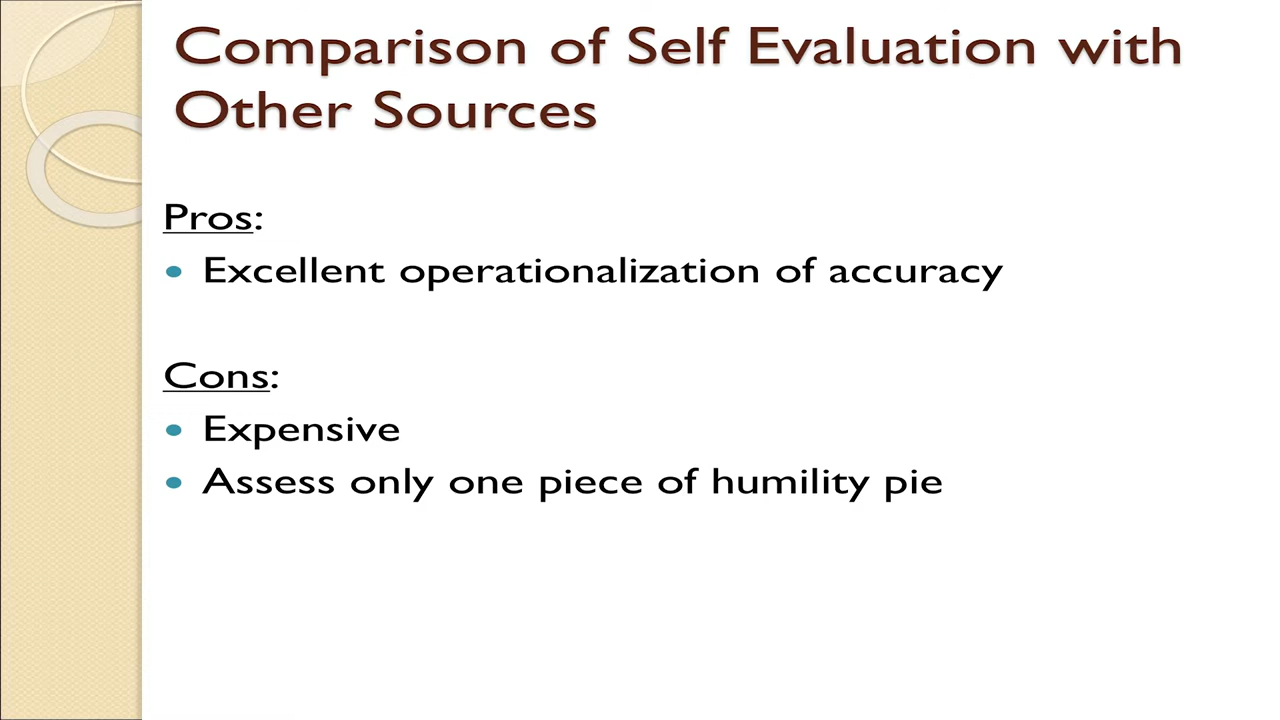 Comparison of Self Evaluation with
Other Sources
Pros:
• Excellent operationalization of accuracy
Cons:
• Expensive
• Assess only one piece of humility pie